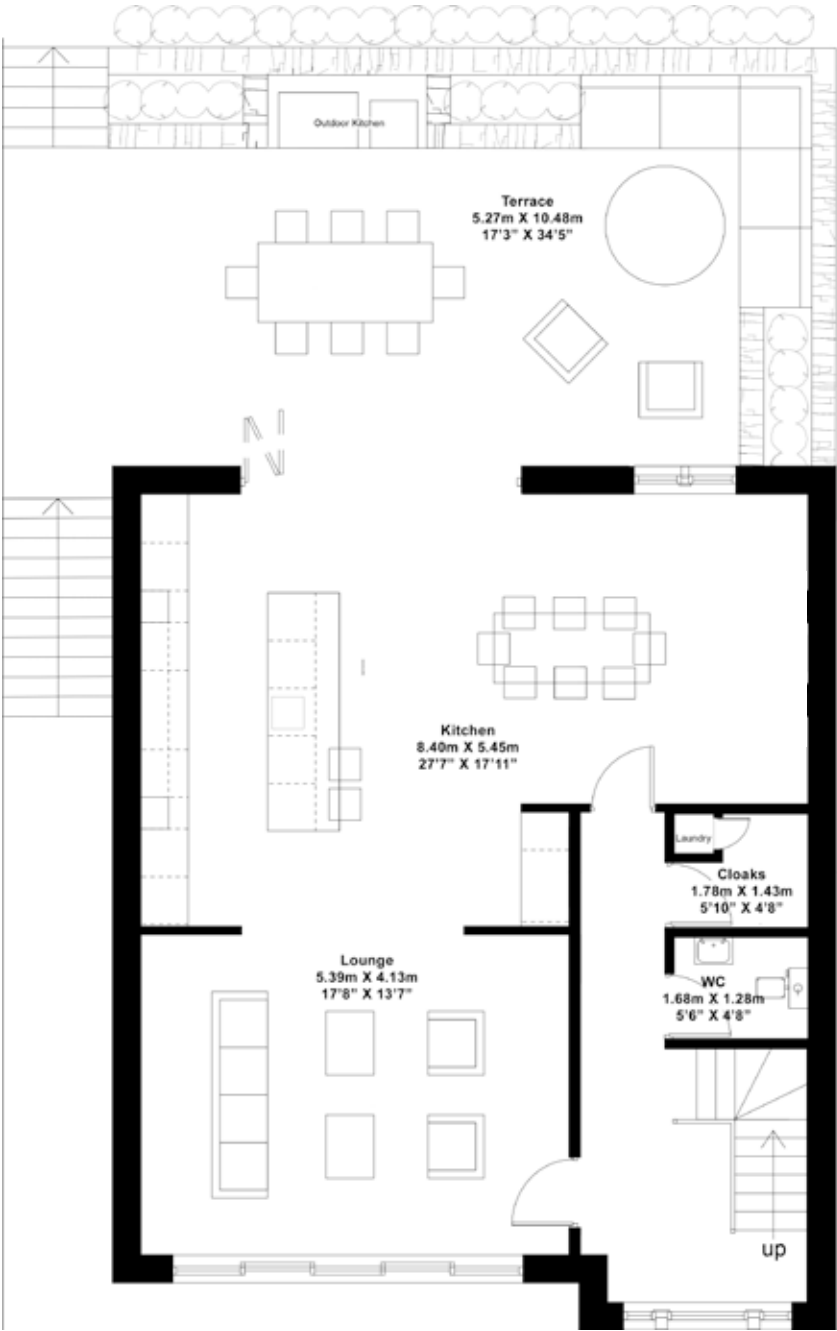 Outdoor Kitchen
Terrace
5.27m X 10.48m
17'3" X 34'5"
Kitchen
8.40m X 5.45m
27'7" X 17'11"
Laundry
Cloaks
1.78m X 1.43m
5'10" X 4'8"
Lounge
5.39m X 4.13m
17'8" X 13'7"
WC
1.68m X 1.28m
5'6" X 4'8"
up